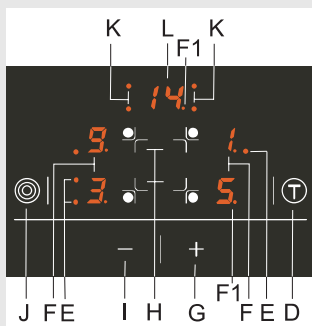 K L F1 K
14.
9. 1.
3. 5.
T
− +
F1
J F E I H G F E D